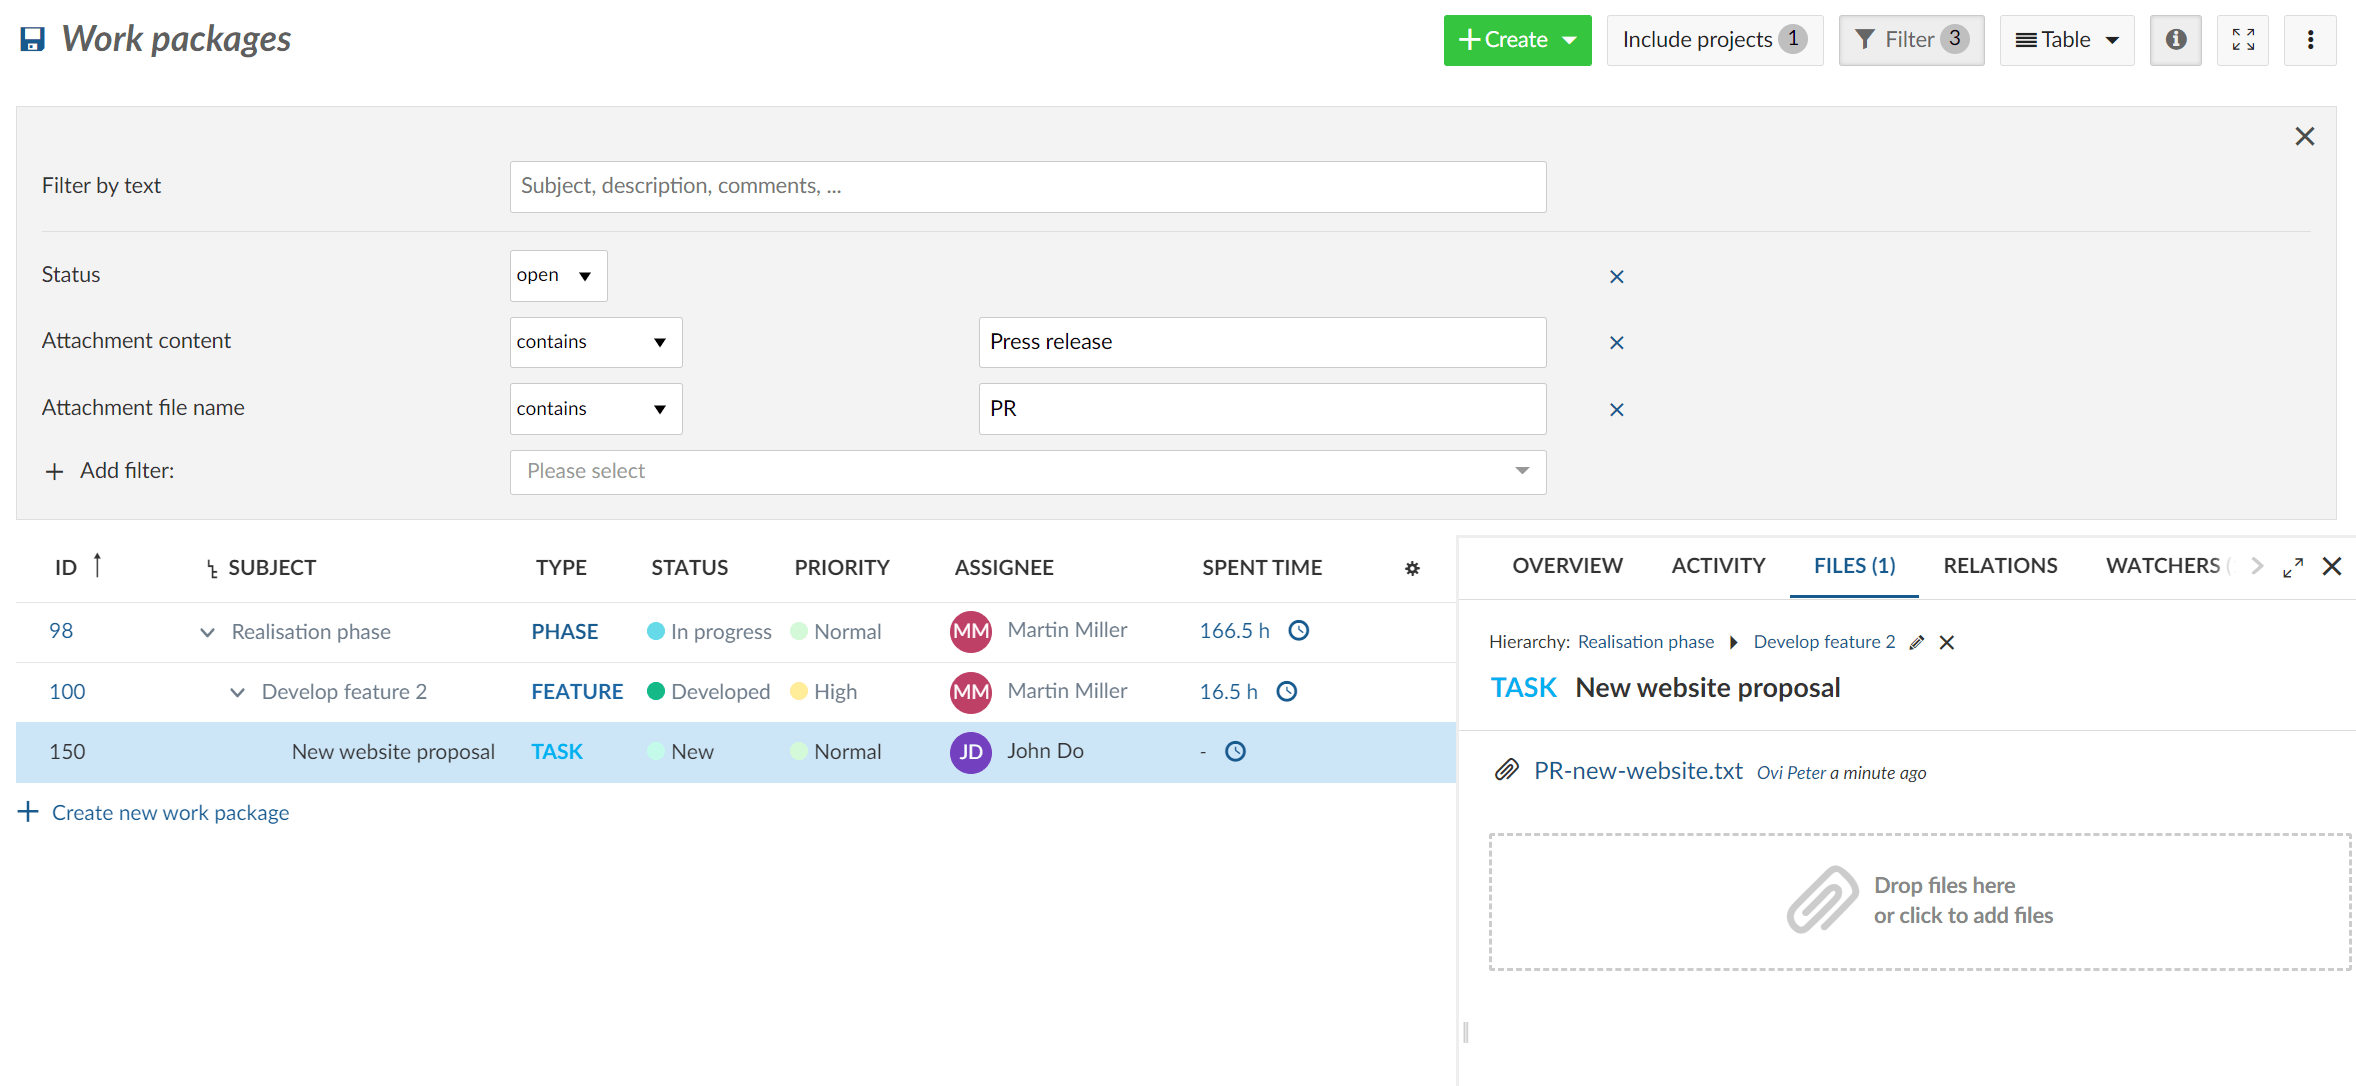 Work packages
Create
Include projects 1
Filter 3
Table
Filter by text
Subject, description, comments, ...
Status
open
Attachment content
contains
Press release
Attachment file name
contains
PR
Add filter:
Please select
ID SUBJECT TYPE STATUS PRIORITY ASSIGNEE SPENT TIME
98 Realisation phase PHASE In progress Normal MM Martin Miller 166.5 h
100 Develop feature 2 FEATURE Developed High MM Martin Miller 16.5 h
150 New website proposal TASK New Normal JD John Do -
Create new work package
OVERVIEW ACTIVITY FILES (1) RELATIONS WATCHERS (
Hierarchy: Realisation phase Develop feature 2
TASK New website proposal
PR-new-website.txt Ovi Peter a minute ago
Drop files here
or click to add files